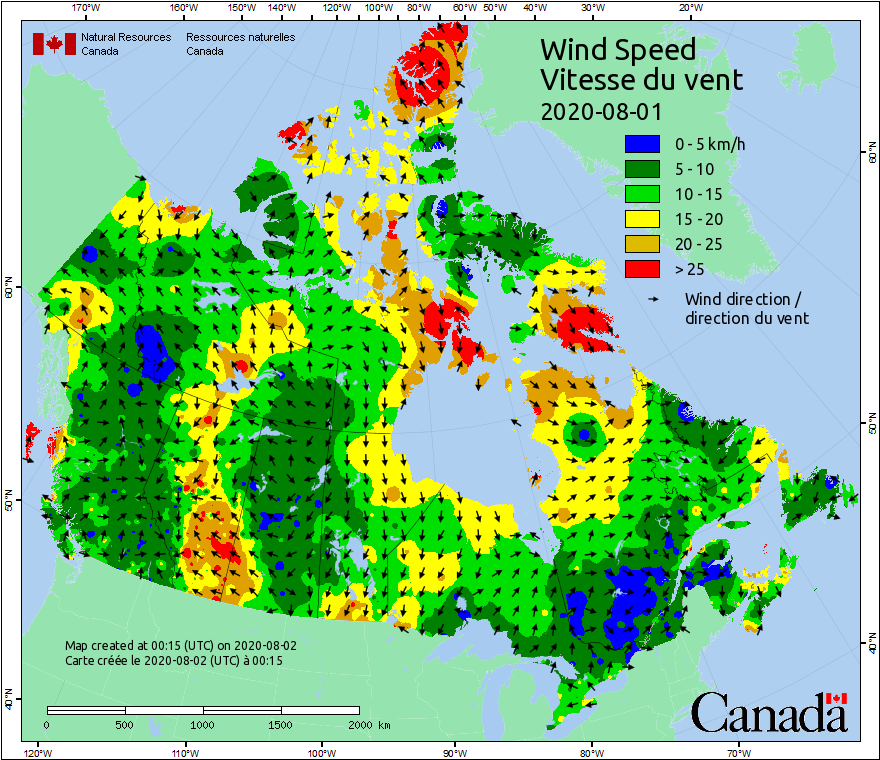 170°W 160°W 150°W 140°W 130°W 120°W 110°W 100°W 90°W 80°W 70°W 60°W 50°W 40°W 30°W 20°W
Natural Resources Ressources naturelles
Canada Canada
Wind Speed
Vitesse du vent
2020-08-01
0 - 5 km/h
5 - 10
10 - 15
15 - 20
20 - 25
> 25
Wind direction /
direction du vent
60°N
60°N
50°N
50°N
40°N
40°N
Map created at 00:15 (UTC) on 2020-08-02
Carte créée le 2020-08-02 (UTC) à 00:15
0 500 1000 1500 2000 km
Canada
120°W 110°W 100°W 90°W 80°W 70°W